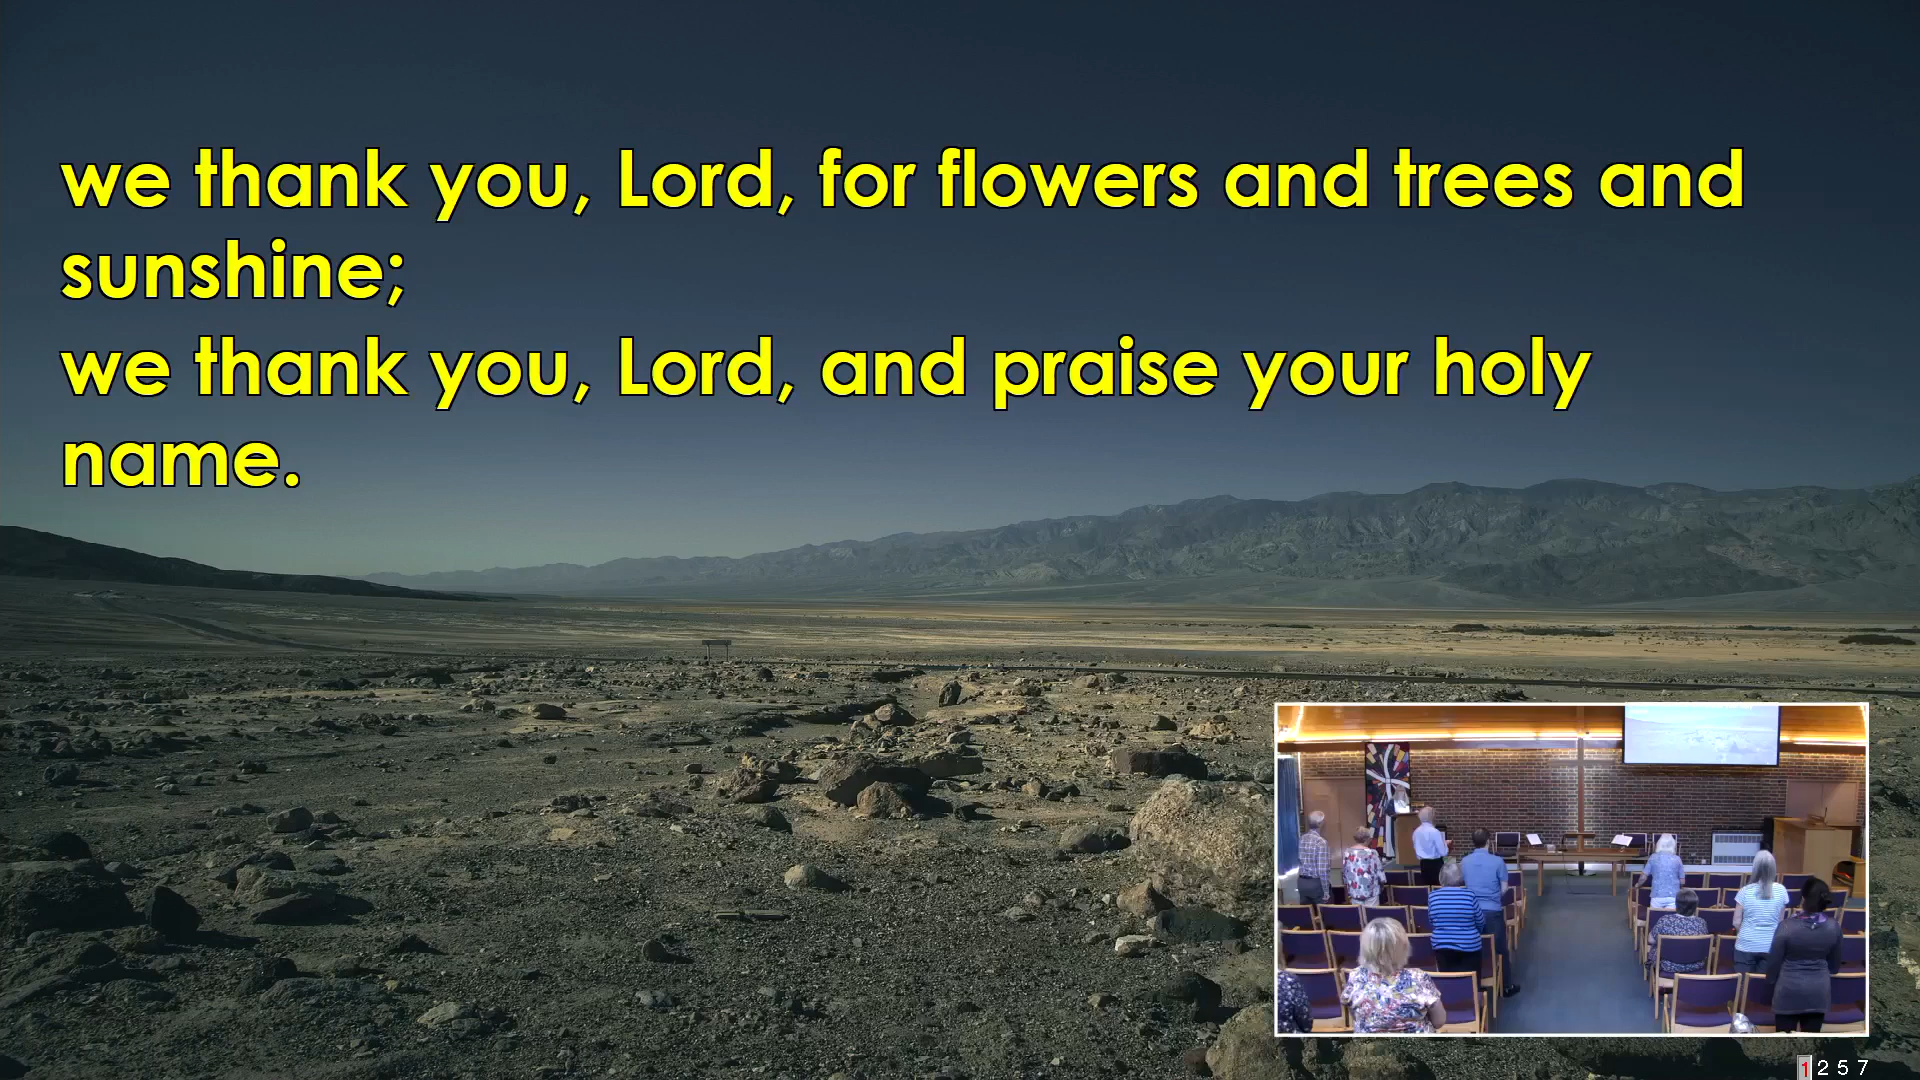 we thank you, Lord, for flowers and trees and
sunshine;
we thank you, Lord, and praise your holy
name.
1 2 5 7